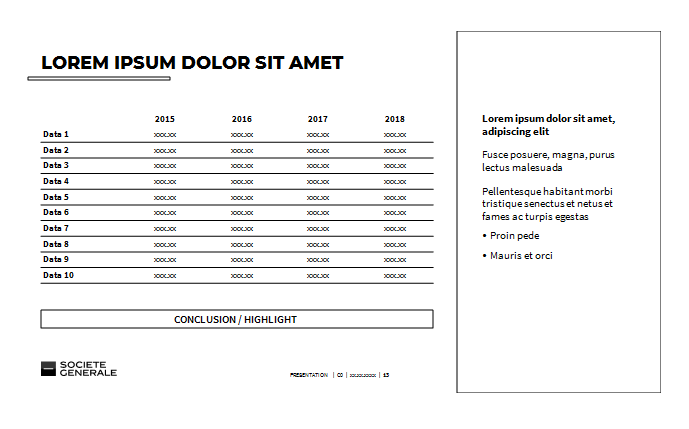 LOREM IPSUM DOLOR SIT AMET
2015 2016 2017 2018
Data 1 xxx.xx xxx.xx xxx.xx xxx.xx
Data 2 xxx.xx xxx.xx xxx.xx xxx.xx
Data 3 xxx.xx xxx.xx xxx.xx xxx.xx
Data 4 xxx.xx xxx.xx xxx.xx xxx.xx
Data 5 xxx.xx xxx.xx xxx.xx xxx.xx
Data 6 xxx.xx xxx.xx xxx.xx xxx.xx
Data 7 xxx.xx xxx.xx xxx.xx xxx.xx
Data 8 xxx.xx xxx.xx xxx.xx xxx.xx
Data 9 xxx.xx xxx.xx xxx.xx xxx.xx
Data 10 xxx.xx xxx.xx xxx.xx xxx.xx
CONCLUSION / HIGHLIGHT
Lorem ipsum dolor sit amet,
adipiscing elit
Fusce posuere, magna, purus
lectus malesuada
Pellentesque habitant morbi
tristique senectus et netus et
fames ac turpis egestas
• Proin pede
• Mauris et orci
SOCIETE
GENERALE
PRESENTATION | C0 | xx.xx.xxxx | 13